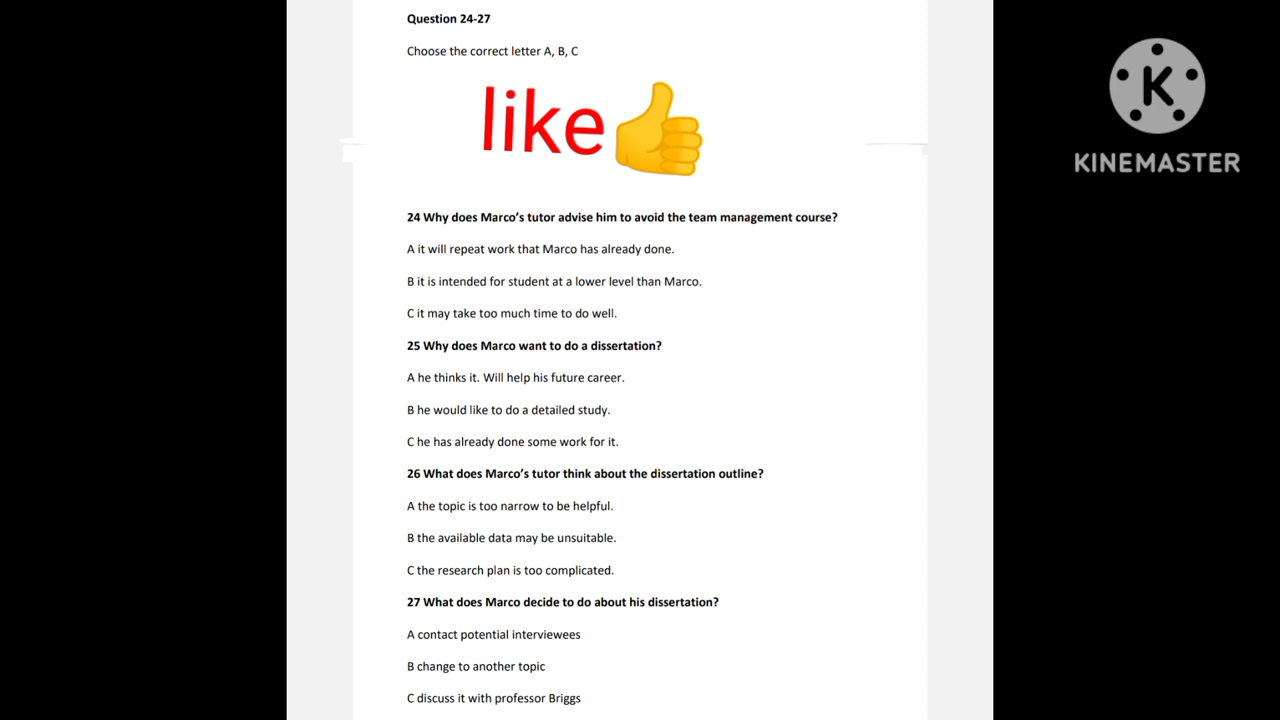 Question 24-27
Choose the correct letter A, B, C
like
KINEMASTER
24 Why does Marco's tutor advise him to avoid the team management course?
A it will repeat work that Marco has already done.
B it is intended for student at a lower level than Marco.
C it may take too much time to do well.
25 Why does Marco want to do a dissertation?
A he thinks it. Will help his future career.
B he would like to do a detailed study.
C he has already done some work for it.
26 What does Marco's tutor think about the dissertation outline?
A the topic is too narrow to be helpful.
B the available data may be unsuitable.
C the research plan is too complicated.
27 What does Marco decide to do about his dissertation?
A contact potential interviewees
B change to another topic
C discuss it with professor Briggs